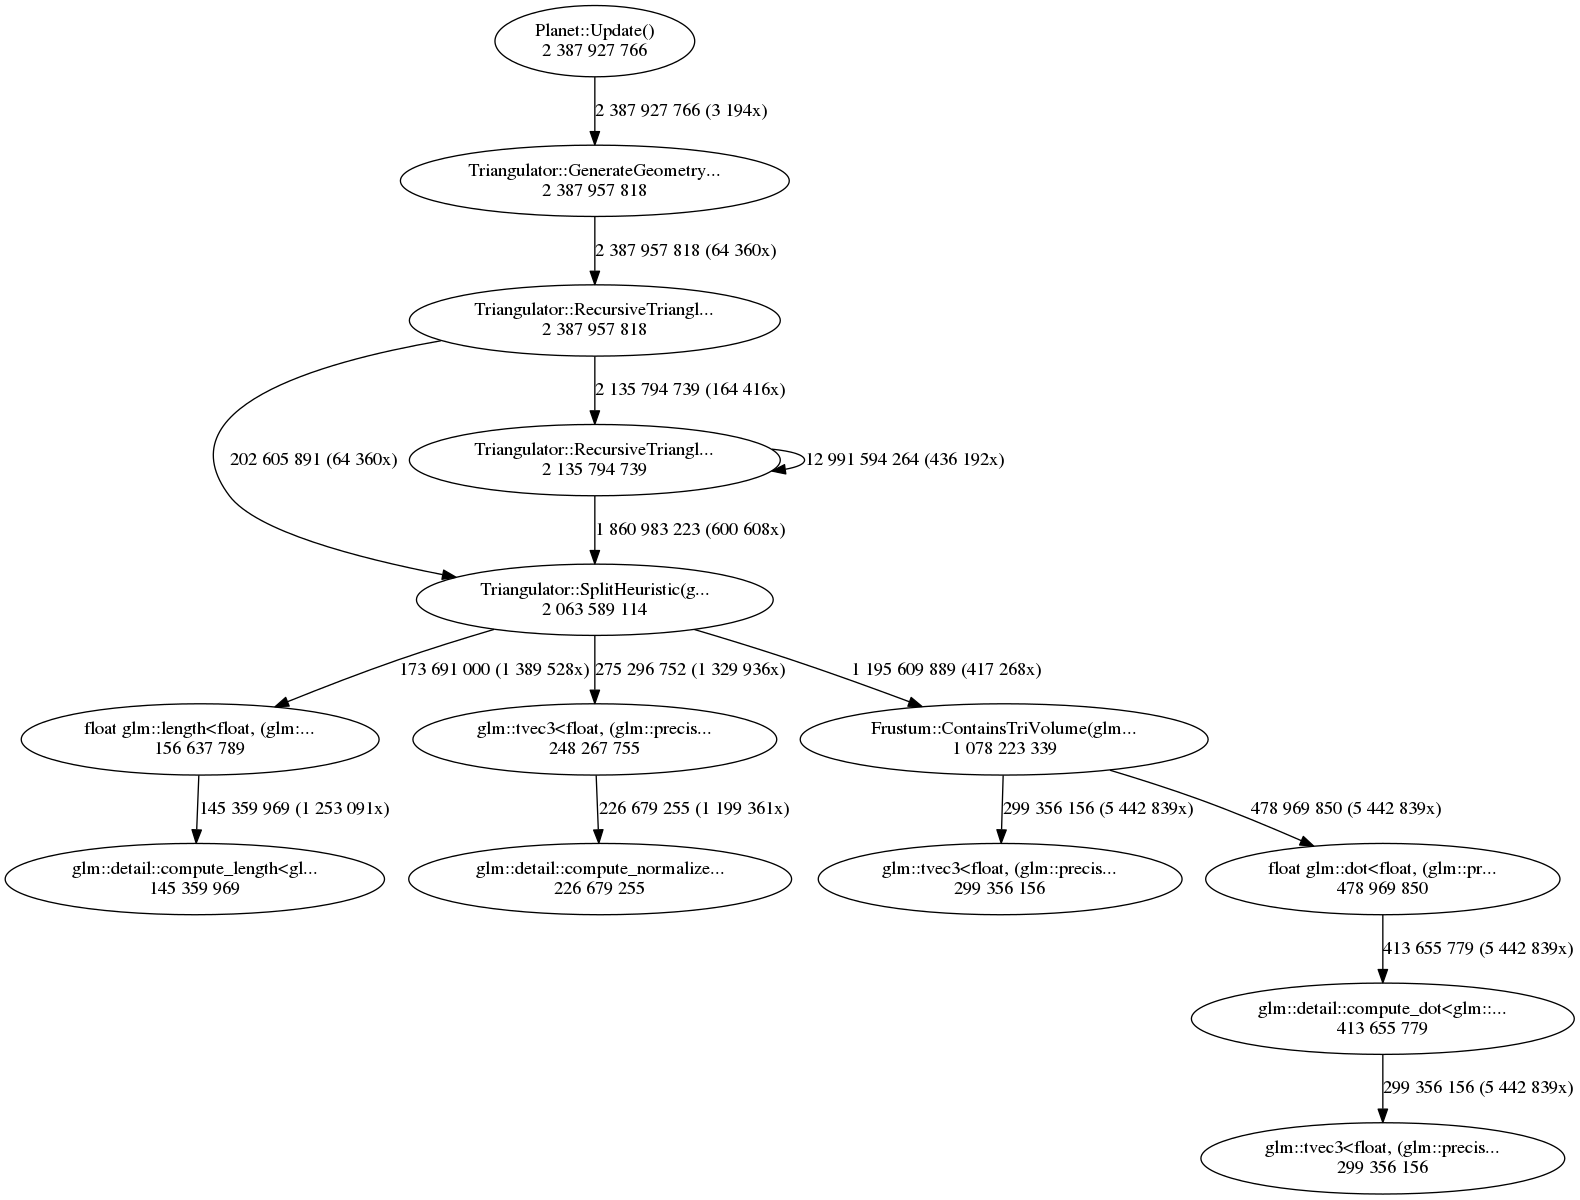 Planet::Update()
2 387 927 766
2 387 927 766 (3 194x)
Triangulator::GenerateGeometry...
2 387 957 818
2 387 957 818 (64 360x)
Triangulator::RecursiveTriangl...
2 387 957 818
2 135 794 739 (164 416x)
202 605 891 (64 360x)
Triangulator::RecursiveTriangl...
2 135 794 739
12 991 594 264 (436 192x)
1 860 983 223 (600 608x)
Triangulator::SplitHeuristic(g...
2 063 589 114
173 691 000 (1 389 528x)
275 296 752 (1 329 936x)
1 195 609 889 (417 268x)
float glm::length<float, (glm:...
156 637 789
glm::tvec3<float, (glm::precis...
248 267 755
Frustum::ContainsTriVolume(glm...
1 078 223 339
145 359 969 (1 253 091x)
226 679 255 (1 199 361x)
299 356 156 (5 442 839x)
478 969 850 (5 442 839x)
glm::detail::compute_length<gl...
145 359 969
glm::detail::compute_normalize...
226 679 255
glm::tvec3<float, (glm::precis...
299 356 156
float glm::dot<float, (glm::pr...
478 969 850
413 655 779 (5 442 839x)
glm::detail::compute_dot<glm::...
413 655 779
299 356 156 (5 442 839x)
glm::tvec3<float, (glm::precis...
299 356 156